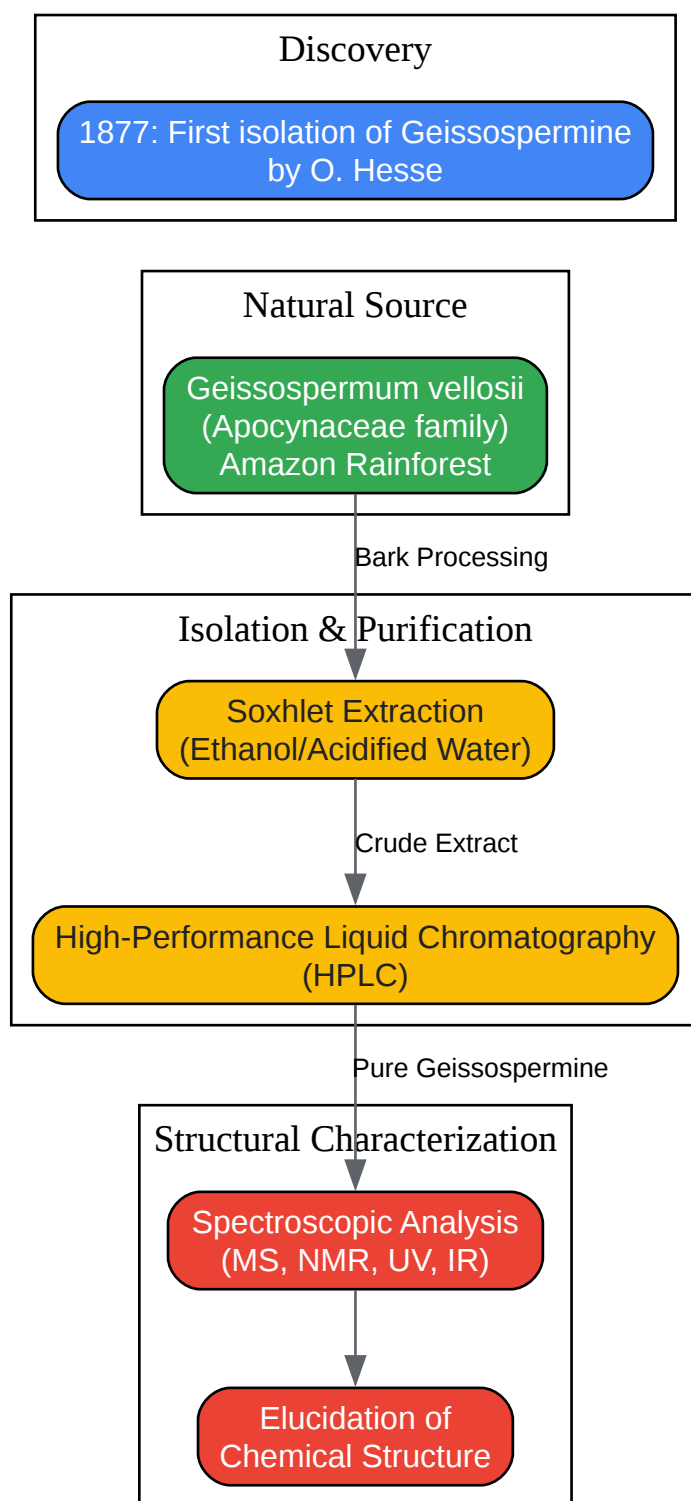 Discovery
1877: First isolation of Geissospermine
by O. Hesse
Natural Source
Geissospermum vellosii
(Apocynaceae family)
Amazon Rainforest
Bark Processing
Isolation & Purification
Soxhlet Extraction
(Ethanol/Acidified Water)
Crude Extract
High-Performance Liquid Chromatography
(HPLC)
Pure Geissospermine
Structural Characterization
Spectroscopic Analysis
(MS, NMR, UV, IR)
Elucidation of
Chemical Structure